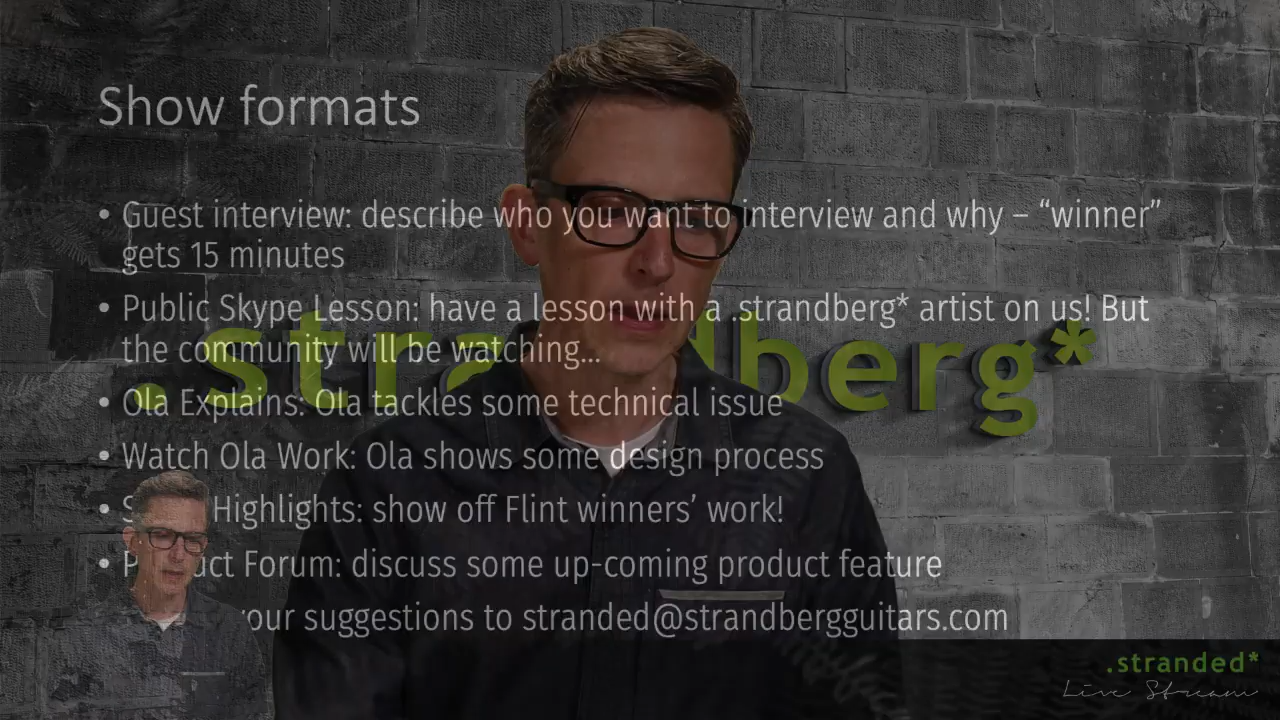 Show formats
• Guest interview: describe who you want to interview and why – “winner”
gets 15 minutes
• Public Skype Lesson: have a lesson with a .strandberg* artist on us! But
the community will be watching...
.strandberg*
• Ola Explains: Ola tackles some technical issue
• Watch Ola Work: Ola shows some design process
• Highlights: show off Flint winners’ work!
• Forum: discuss some up-coming product feature
your suggestions to stranded@strandbergguitars.com
.stranded*
Live Stream